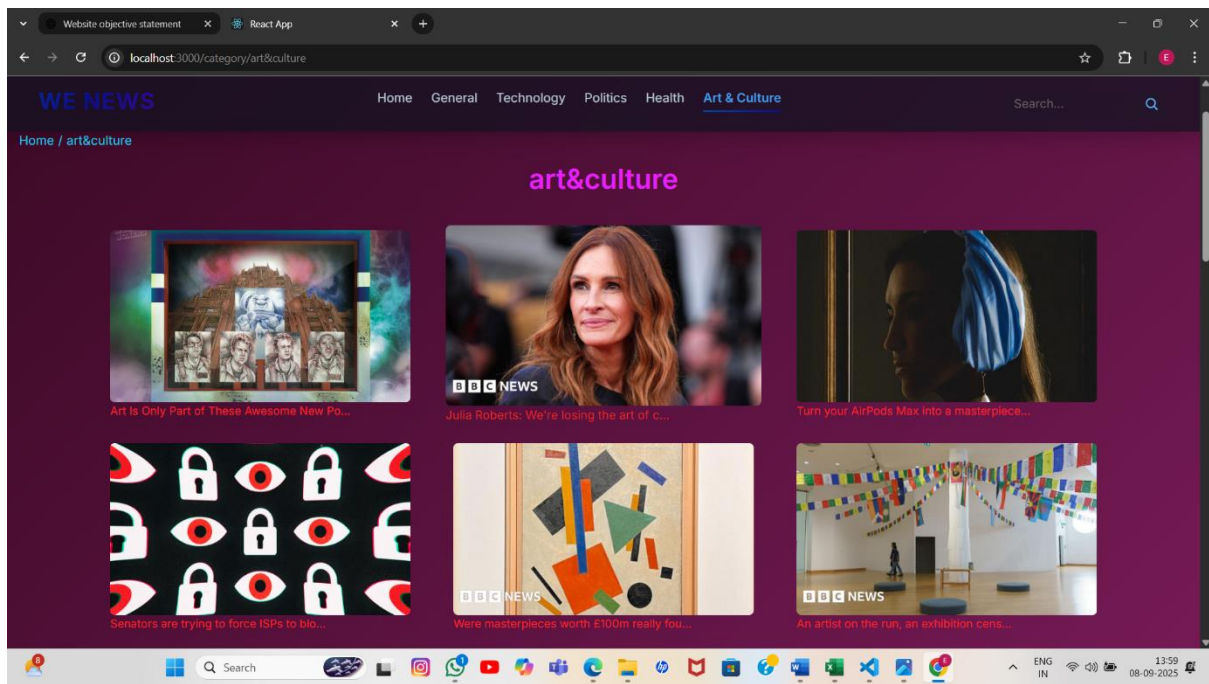 Website objective statement
React App
localhost:3000/category/art&culture
E
WE NEWS
Home General Technology Politics Health Art & Culture
Search...
Home / art&culture
art&culture
BBC NEWS
Art Is Only Part of These Awesome New Po...
Julia Roberts: We're losing the art of c...
Turn your AirPods Max into a masterpiece...
BBC NEWS
BBC NEWS
Senators are trying to force ISPs to blo...
Were masterpieces worth £100m really fou...
An artist on the run, an exhibition cens...
8
Search
ENG
IN
13:59
08-09-2025